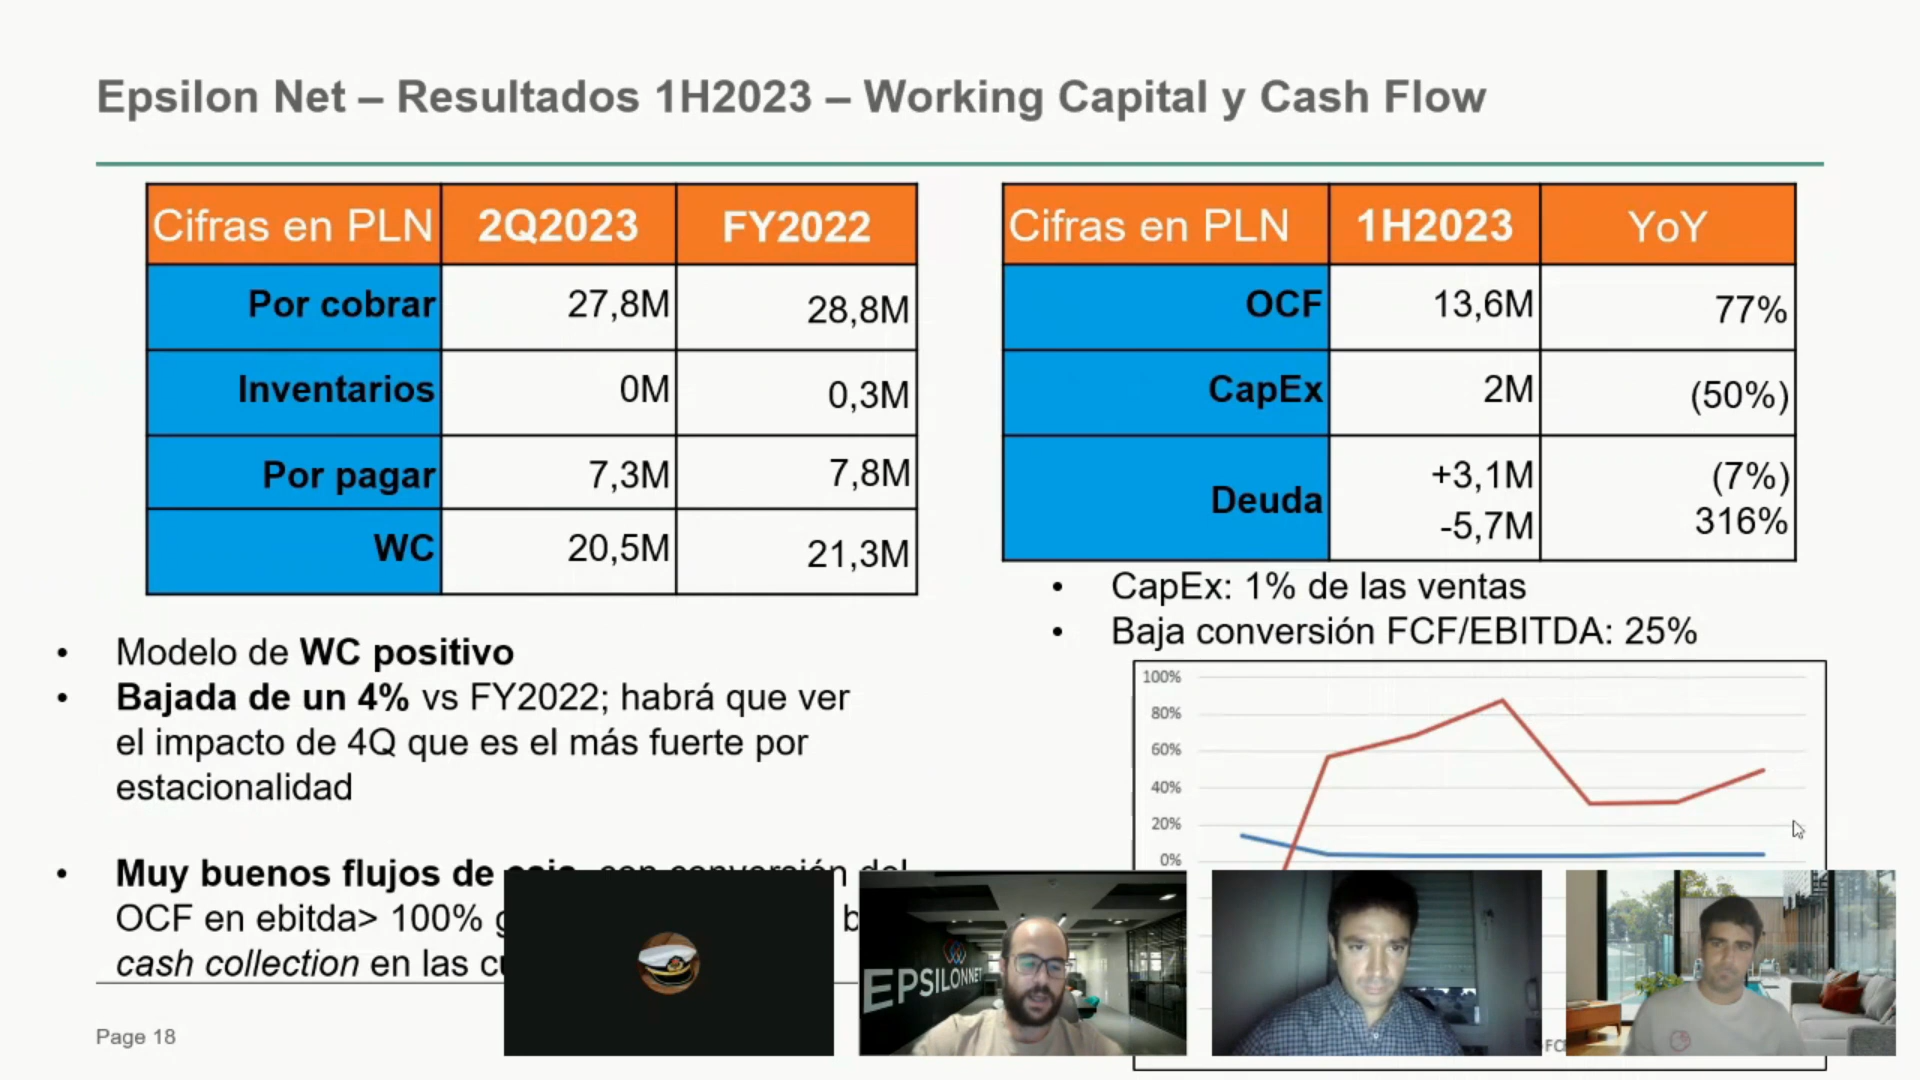 Epsilon Net – Resultados 1H2023 – Working Capital y Cash Flow
Cifras en PLN 2Q2023 FY2022
Por cobrar 27,8M 28,8M
Inventarios 0M 0,3M
Por pagar 7,3M 7,8M
WC 20,5M 21,3M
Cifras en PLN 1H2023 YoY
OCF 13,6M 77%
CapEx 2M (50%)
Deuda +3,1M (7%)
-5,7M 316%
• Modelo de WC positivo
• Bajada de un 4% vs FY2022; habrá que ver
el impacto de 4Q que es el más fuerte por
estacionalidad
• Muy buenos flujos de caja, con conversión del
OCF en ebitda> 100%
cash collection en las
• CapEx: 1% de las ventas
• Baja conversión FCF/EBITDA: 25%
100%
80%
60%
40%
20%
0%
EPSILONNET
Page 18